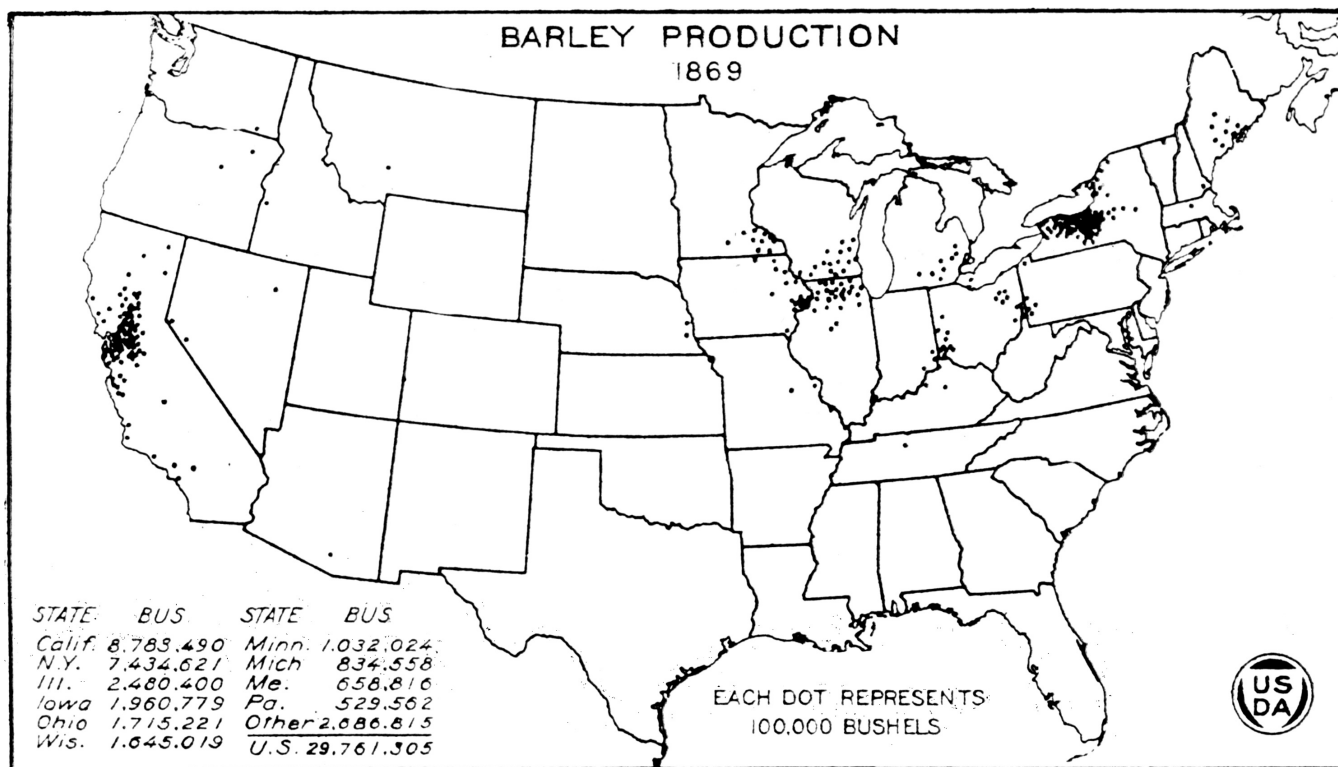 BARLEY PRODUCTION
1869
STATE BUS. STATE BUS.
Calif. 8,783,490 Minn. 1,032,024
N.Y. 7,434,621 Mich 834,558
Ill. 2,480,400 Me. 658,816
Iowa 1,960,779 Pa. 529,562
Ohio 1,715,221 Other 2,686,815
Wis. 1,645,019 U.S. 29,761,305
EACH DOT REPRESENTS
100,000 BUSHELS
US
DA